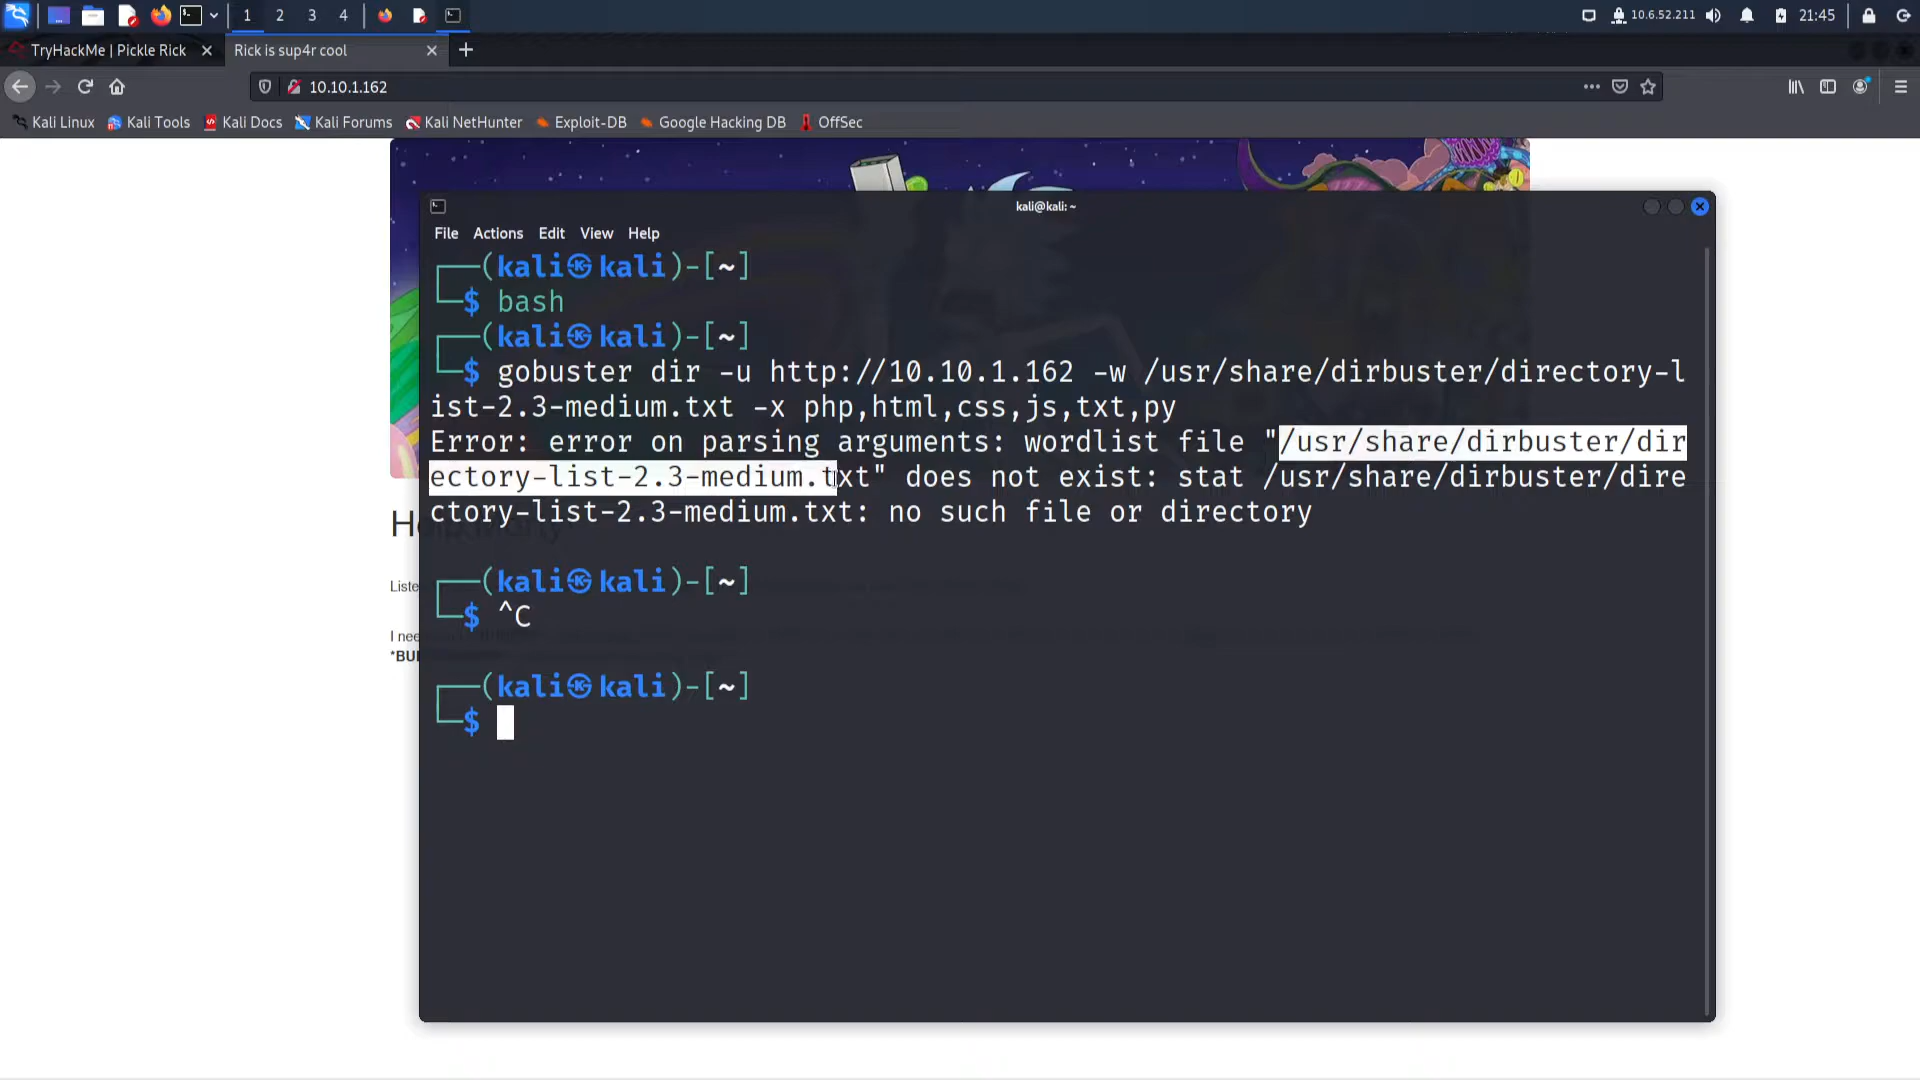 1 2 3 4 10.6.52.211 21:45
TryHackMe | Pickle Rick Rick is sup4r cool
10.10.1.162
Kali Linux Kali Tools Kali Docs Kali Forums Kali NetHunter Exploit-DB Google Hacking DB OffSec
kali@kali: ~
File Actions Edit View Help
(kali㉿kali)-[~]
$ bash
(kali㉿kali)-[~]
$ gobuster dir -u http://10.10.1.162 -w /usr/share/dirbuster/directory-l
ist-2.3-medium.txt -x php,html,css,js,txt,py
Error: error on parsing arguments: wordlist file "/usr/share/dirbuster/dir
ectory-list-2.3-medium.txt" does not exist: stat /usr/share/dirbuster/dire
ctory-list-2.3-medium.txt: no such file or directory
(kali㉿kali)-[~]
$ ^C
(kali㉿kali)-[~]
$